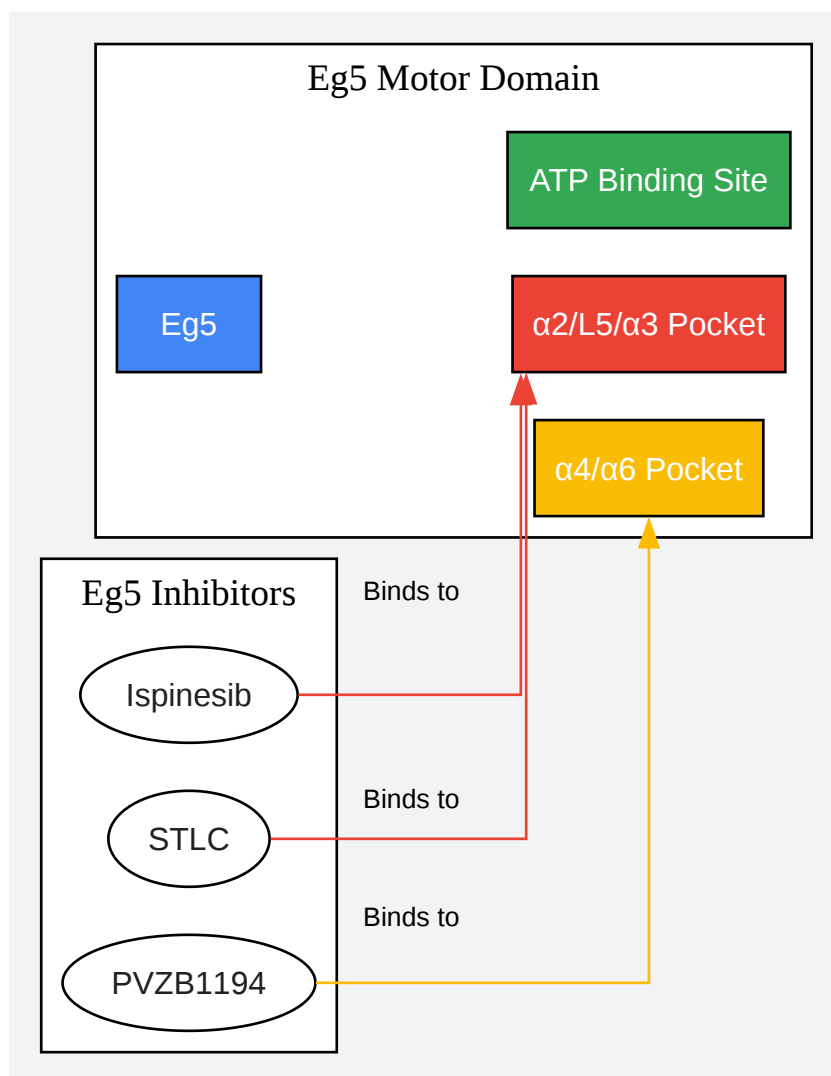 Eg5 Motor Domain
ATP Binding Site
Eg5
α2/L5/α3 Pocket
α4/α6 Pocket
Eg5 Inhibitors
Binds to
Ispinesib
Binds to
STLC
Binds to
PVZB1194